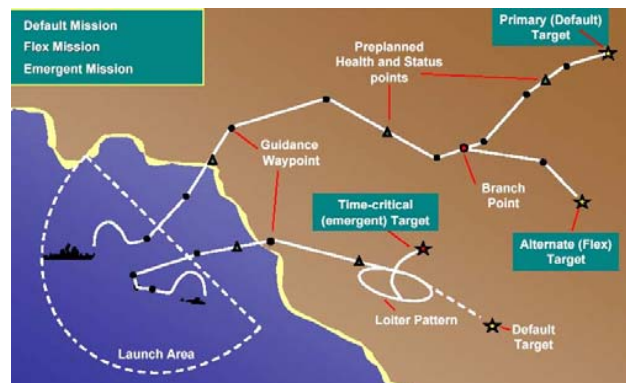 Default Mission
Flex Mission
Emergent Mission
Primary (Default)
Target
Preplanned
Health and Status
points
Guidance
Waypoint
Branch
Point
Time-critical
(emergent) Target
Alternate (Flex)
Target
Loiter Pattern
Default
Target
Launch Area